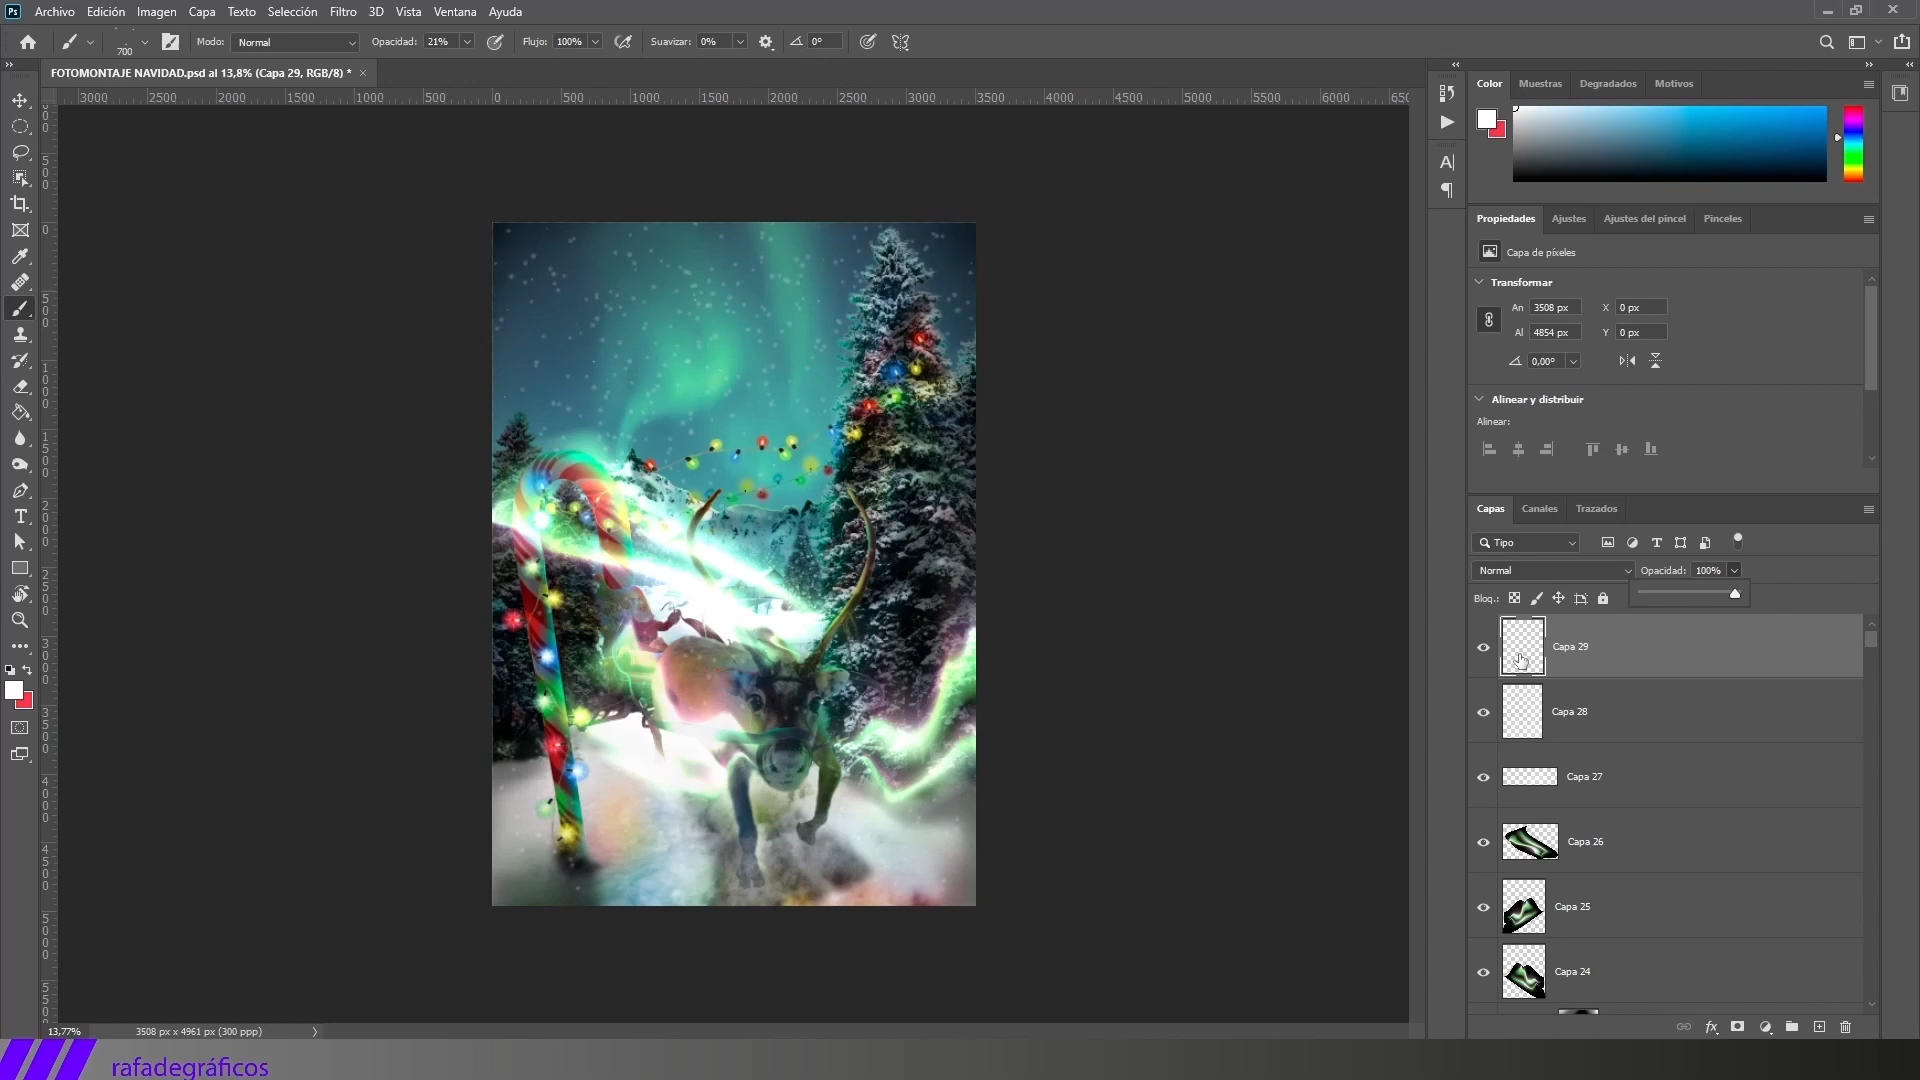 Ps Archivo Edición Imagen Capa Texto Selección Filtro 3D Vista Ventana Ayuda
700 Modo: Normal Opacidad: 21% Flujo: 100% Suavizar: 0% 0°
FOTOMONTAJE NAVIDAD.psd al 13,8% (Capa 29, RGB/8) * ×
3000 2500 2000 1500 1000 500 0 500 1000 1500 2000 2500 3000 3500 4000 4500 5000 5500 6000 650
Color Muestras Degradados Motivos
Propiedades Ajustes Ajustes del pincel Pinceles
Capa de píxeles
Transformar
An 3508 px X 0 px
Al 4854 px Y 0 px
0,00°
Alinear y distribuir
Alinear:
Capas Canales Trazados
Tipo
Normal Opacidad: 100%
Bloq.:
Capa 29
Capa 28
Capa 27
Capa 26
Capa 25
Capa 24
fx
13,77% 3508 px x 4961 px (300 ppp)
rafadegráficos